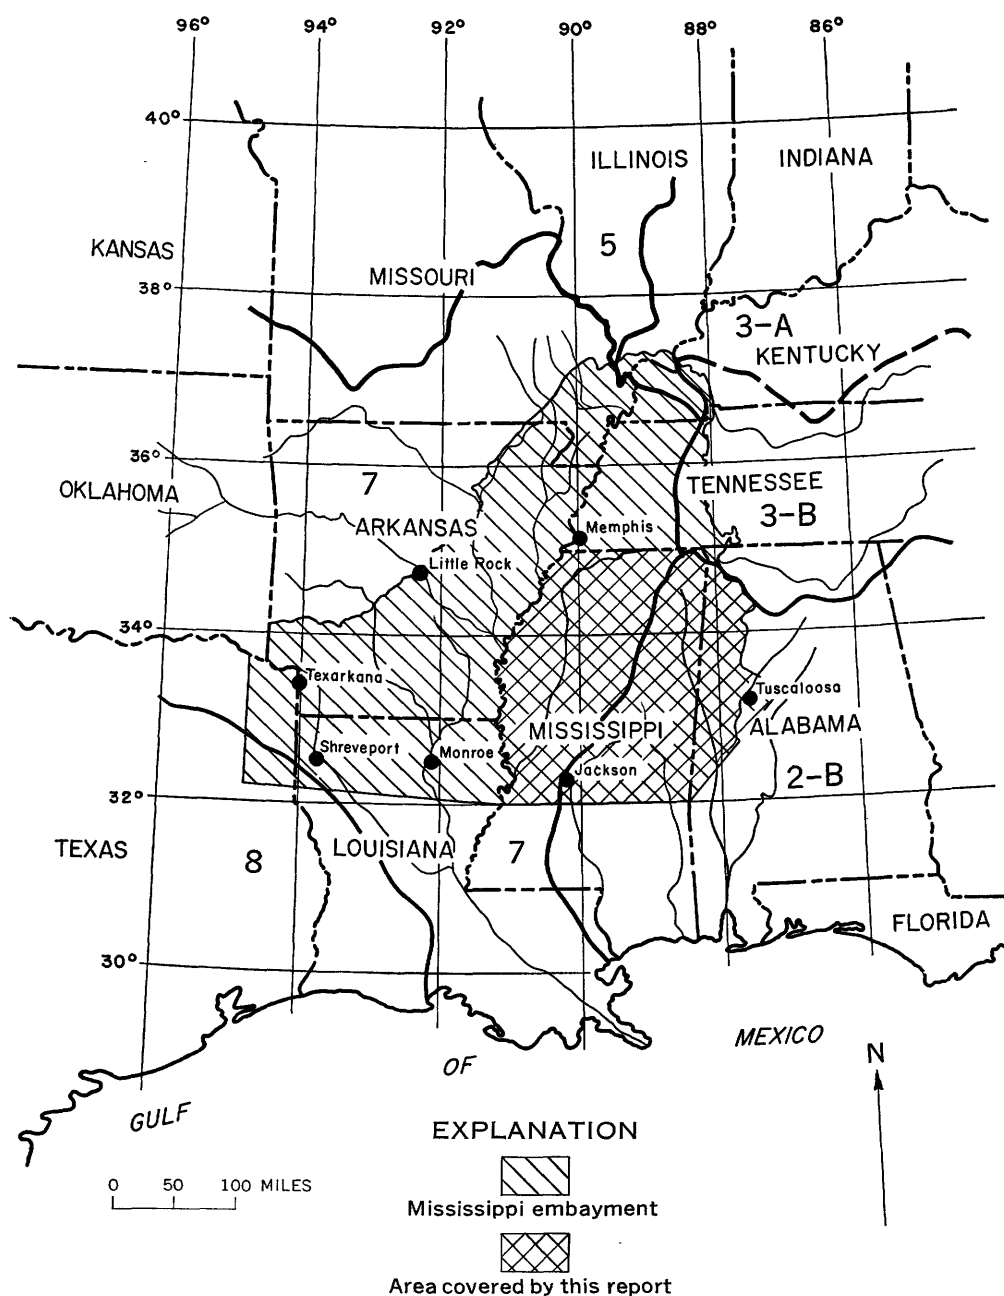 96° 94° 92° 90° 88° 86°
40°
ILLINOIS
INDIANA
KANSAS
5
MISSOURI
38°
3-A
KENTUCKY
36°
OKLAHOMA
7
TENNESSEE
ARKANSAS
Memphis
3-B
Little Rock
34°
Texarkana
Tuscaloosa
MISSISSIPPI
ALABAMA
Shreveport
Monroe
Jackson
2-B
32°
TEXAS
8
LOUISIANA
7
FLORIDA
30°
MEXICO
OF
N
GULF
EXPLANATION
0 50 100 MILES
Mississippi embayment
Area covered by this report